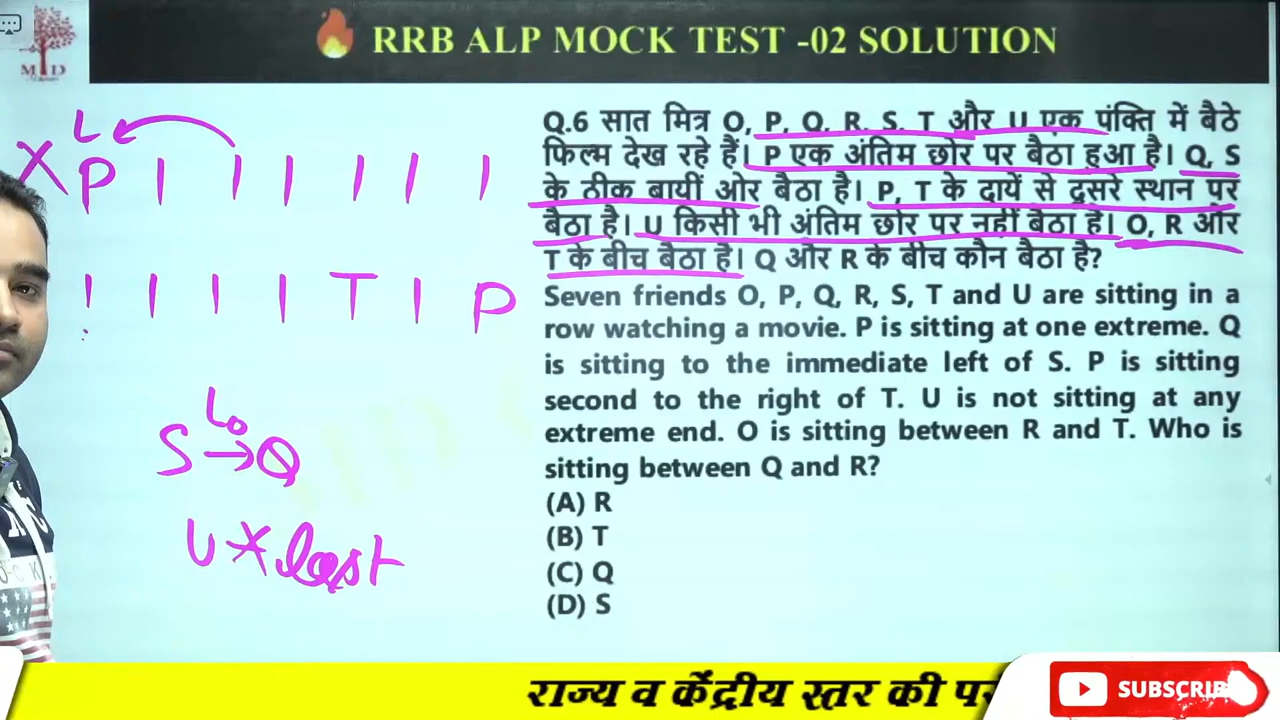 RRB ALP MOCK TEST -02 SOLUTION
M D
L
X P | | | | | |
| | | | T | P
Lo
S → Q
U X last
Q.6 सात मित्र O, P, Q, R, S, T और U एक पंक्ति में बैठे
फिल्म देख रहे हैं। P एक अंतिम छोर पर बैठा हुआ है। Q, S
के ठीक बायीं ओर बैठा है। P, T के दायें से दुसरे स्थान पर
बैठा है। U किसी भी अंतिम छोर पर नहीं बैठा है। O, R और
T के बीच बैठा है। Q और R के बीच कौन बैठा है?
Seven friends O, P, Q, R, S, T and U are sitting in a
row watching a movie. P is sitting at one extreme. Q
is sitting to the immediate left of S. P is sitting
second to the right of T. U is not sitting at any
extreme end. O is sitting between R and T. Who is
sitting between Q and R?
(A) R
(B) T
(C) Q
(D) S
राज्य व केंद्रीय स्तर की
SUBSCRIB